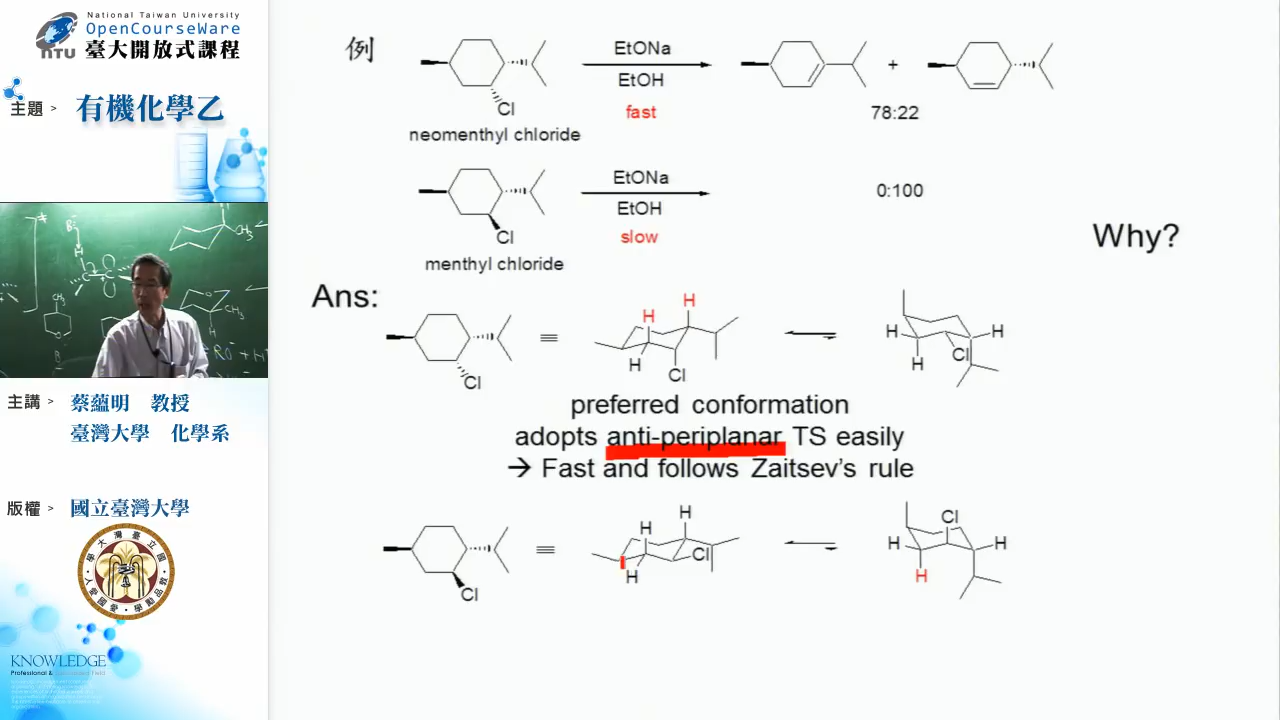 National Taiwan University
OpenCourseWare
NTU 臺大開放式課程
主題 > 有機化學乙
主講 > 蔡蘊明 教授
臺灣大學 化學系
版權 > 國立臺灣大學
KNOWLEDGE
例
Cl
neomenthyl chloride
EtONa
EtOH
fast
+
78:22
Cl
menthyl chloride
EtONa
EtOH
slow
0:100
Why?
Ans:
Cl
≡
H
H
H
Cl
H
H
H
Cl
preferred conformation
adopts anti-periplanar TS easily
→ Fast and follows Zaitsev's rule
Cl
≡
H
H
H
Cl
Cl
H
H
H